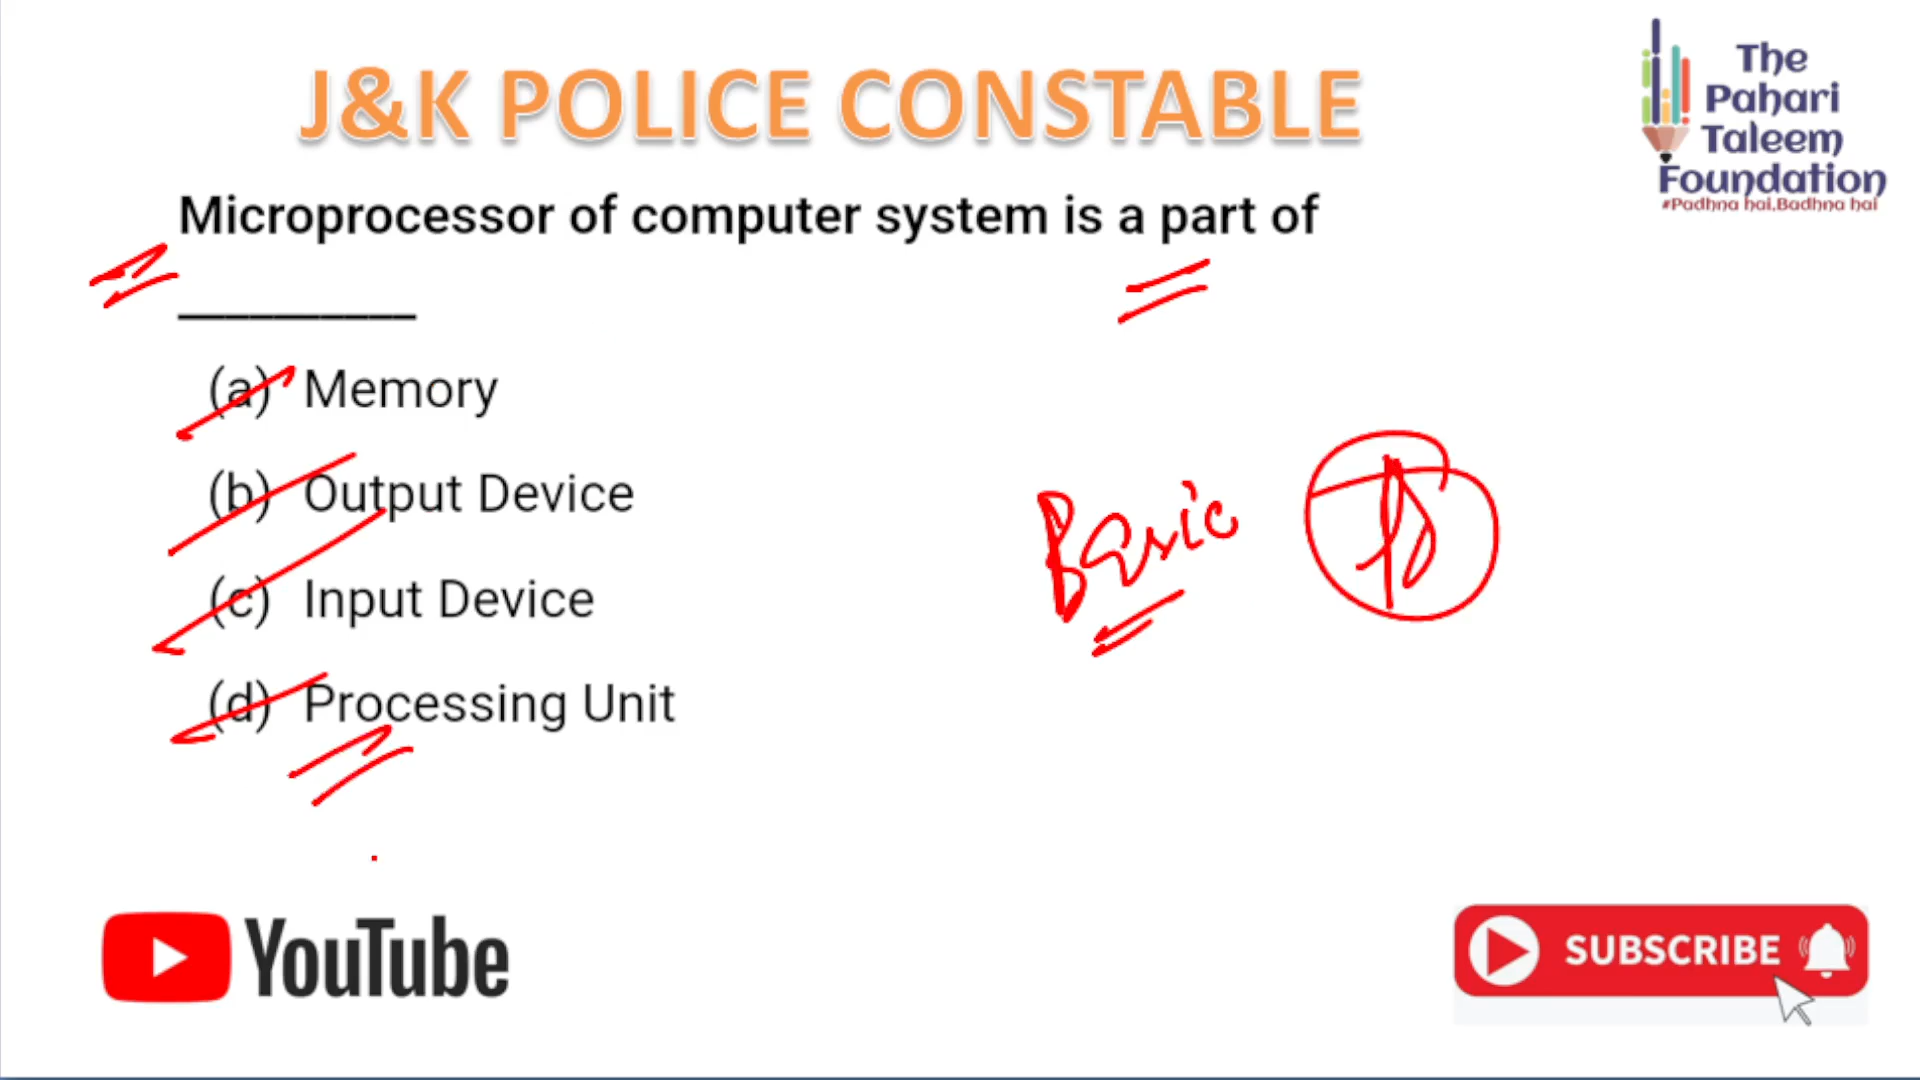 J&K POLICE CONSTABLE
The
Pahari
Taleem
Foundation
#Padhna hai,Badhna hai
Microprocessor of computer system is a part of
__________
(a) Memory
(b) Output Device
(c) Input Device
(d) Processing Unit
Basic
YouTube
SUBSCRIBE